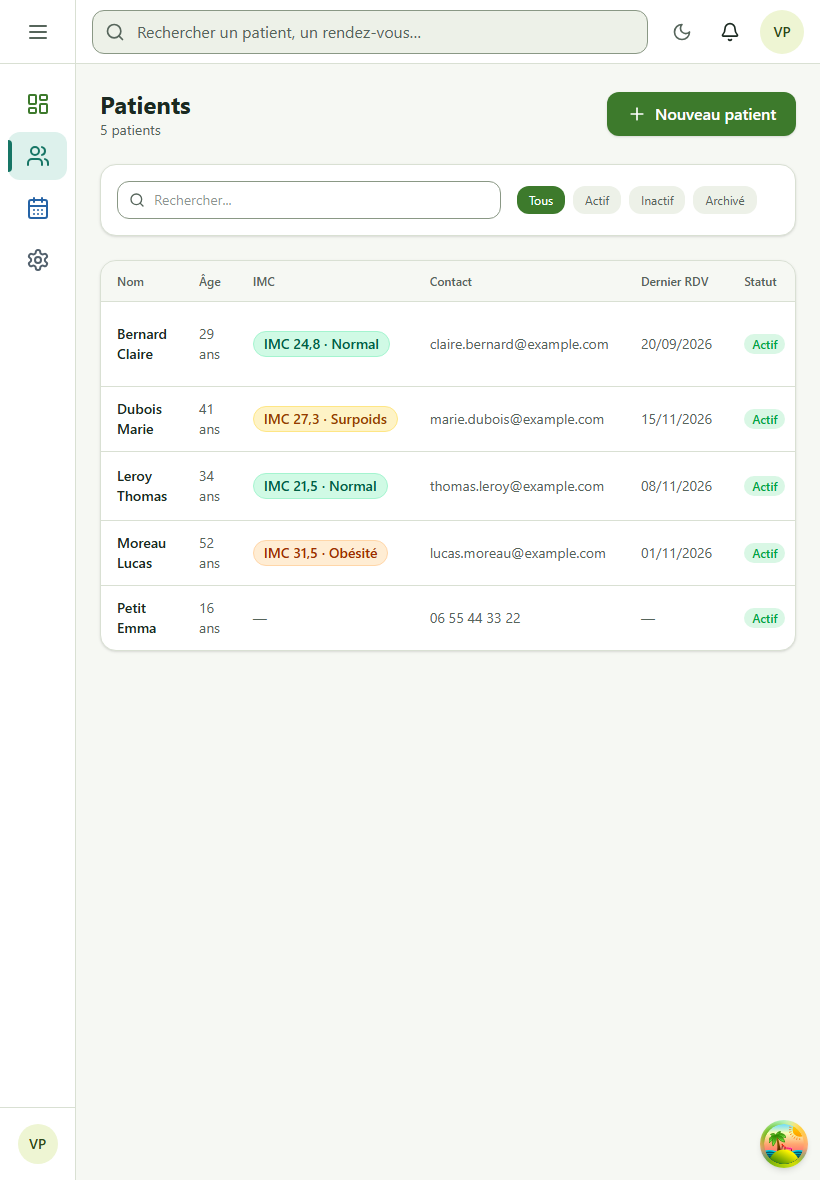 Rechercher un patient, un rendez-vous...
VP
Patients
5 patients
Nouveau patient
Rechercher...
Tous
Actif
Inactif
Archivé
Nom Âge IMC Contact Dernier RDV Statut
Bernard Claire 29 ans IMC 24,8 · Normal claire.bernard@example.com 20/09/2026 Actif
Dubois Marie 41 ans IMC 27,3 · Surpoids marie.dubois@example.com 15/11/2026 Actif
Leroy Thomas 34 ans IMC 21,5 · Normal thomas.leroy@example.com 08/11/2026 Actif
Moreau Lucas 52 ans IMC 31,5 · Obésité lucas.moreau@example.com 01/11/2026 Actif
Petit Emma 16 ans — 06 55 44 33 22 — Actif
VP